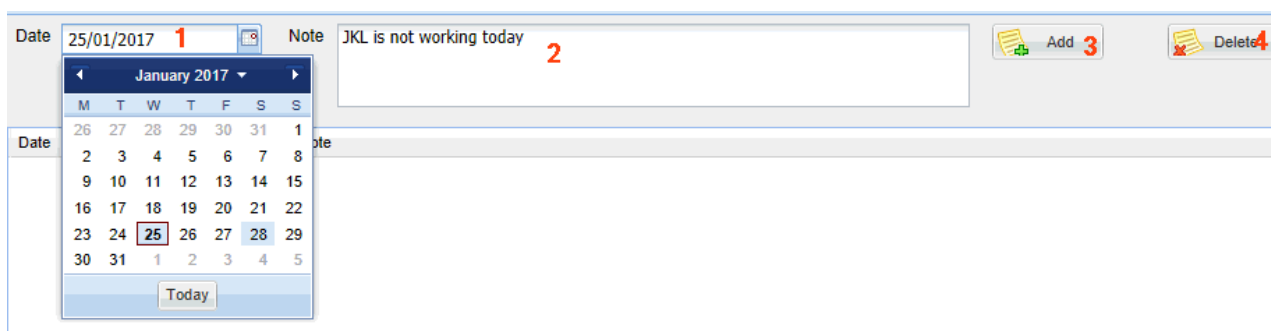 Date 25/01/2017 1 Note JKL is not working today 2 Add 3 Delete 4
January 2017
M T W T F S S
26 27 28 29 30 31 1
Date ote
2 3 4 5 6 7 8
9 10 11 12 13 14 15
16 17 18 19 20 21 22
23 24 25 26 27 28 29
30 31 1 2 3 4 5
Today